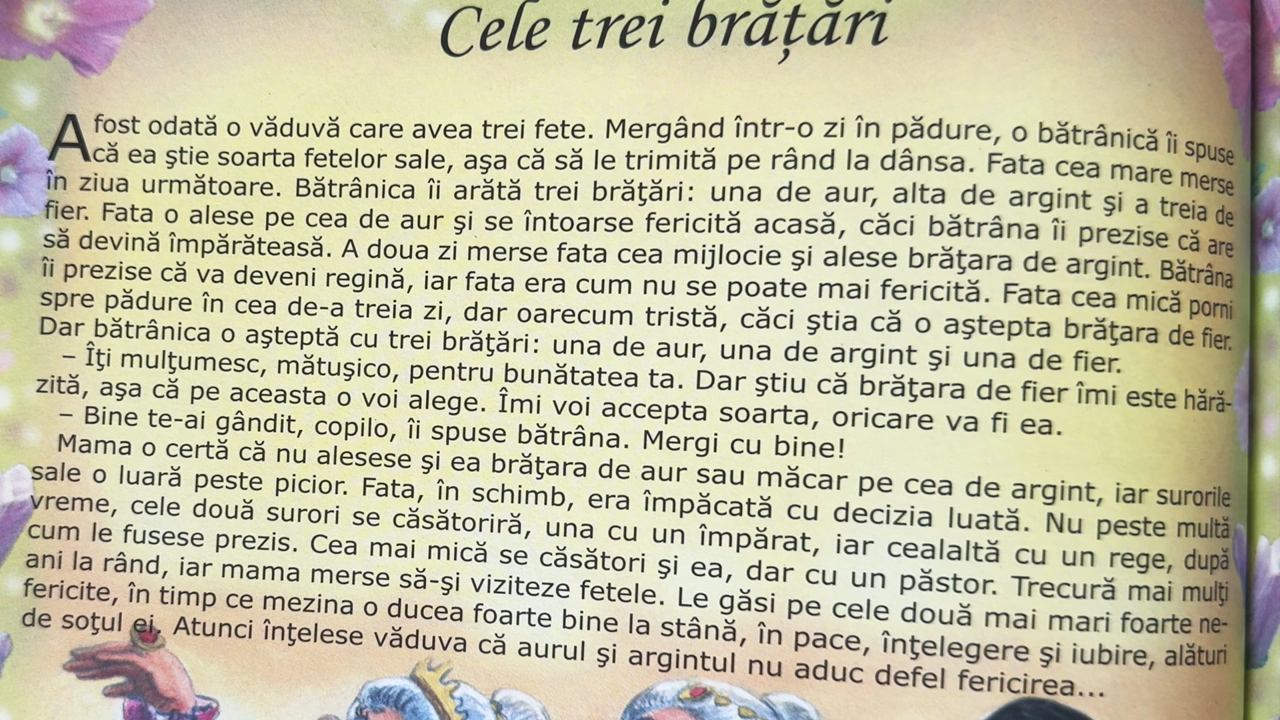 Cele trei brățări
A fost odată o văduvă care avea trei fete. Mergând într-o zi în pădure, o bătrânică îi spuse
că ea ştie soarta fetelor sale, aşa că să le trimită pe rând la dânsa. Fata cea mare merse
în ziua următoare. Bătrânica îi arătă trei brăţări: una de aur, alta de argint şi a treia de
fier. Fata o alese pe cea de aur şi se întoarse fericită acasă, căci bătrâna îi prezise că are
să devină împărăteasă. A doua zi merse fata cea mijlocie şi alese brăţara de argint. Bătrâna
îi prezise că va deveni regină, iar fata era cum nu se poate mai fericită. Fata cea mică porni
spre pădure în cea de-a treia zi, dar oarecum tristă, căci ştia că o aştepta brăţara de fier.
Dar bătrânica o aşteptă cu trei brăţări: una de aur, una de argint şi una de fier.
– Îţi mulţumesc, mătuşico, pentru bunătatea ta. Dar ştiu că brăţara de fier îmi este hără-
zită, aşa că pe aceasta o voi alege. Îmi voi accepta soarta, oricare va fi ea.
– Bine te-ai gândit, copilo, îi spuse bătrâna. Mergi cu bine!
Mama o certă că nu alesese şi ea brăţara de aur sau măcar pe cea de argint, iar surorile
sale o luară peste picior. Fata, în schimb, era împăcată cu decizia luată. Nu peste multă
vreme, cele două surori se căsătoriră, una cu un împărat, iar cealaltă cu un rege, după
cum le fusese prezis. Cea mai mică se căsători şi ea, dar cu un păstor. Trecură mai mulţi
ani la rând, iar mama merse să-şi viziteze fetele. Le găsi pe cele două mai mari foarte ne-
fericite, în timp ce mezina o ducea foarte bine la stână, în pace, înţelegere şi iubire, alături
de soţul ei. Atunci înţelese văduva că aurul şi argintul nu aduc defel fericirea...